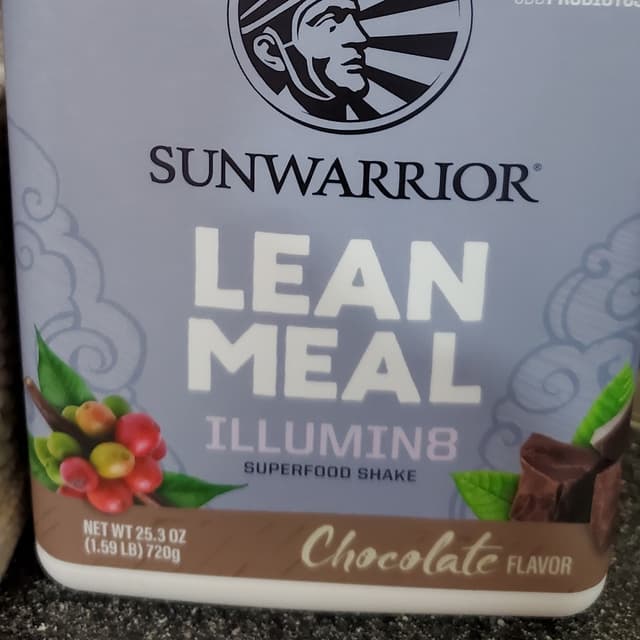 SUNWARRIOR®
LEAN
MEAL
ILLUMIN8
SUPERFOOD SHAKE
NET WT 25.3 OZ
(1.59 LB) 720g
Chocolate FLAVOR